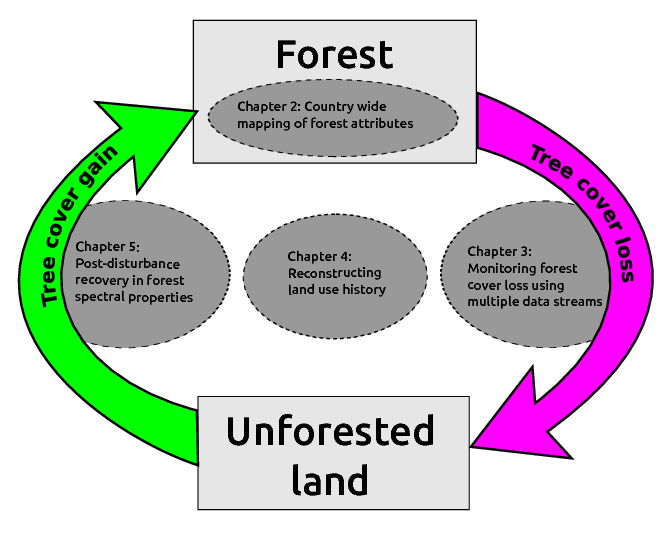 Forest
Chapter 2: Country wide
mapping of forest attributes
Tree cover gain
Tree cover loss
Chapter 5:
Post-disturbance
recovery in forest
spectral properties
Chapter 4:
Reconstructing
land use history
Chapter 3:
Monitoring forest
cover loss using
multiple data streams
Unforested
land